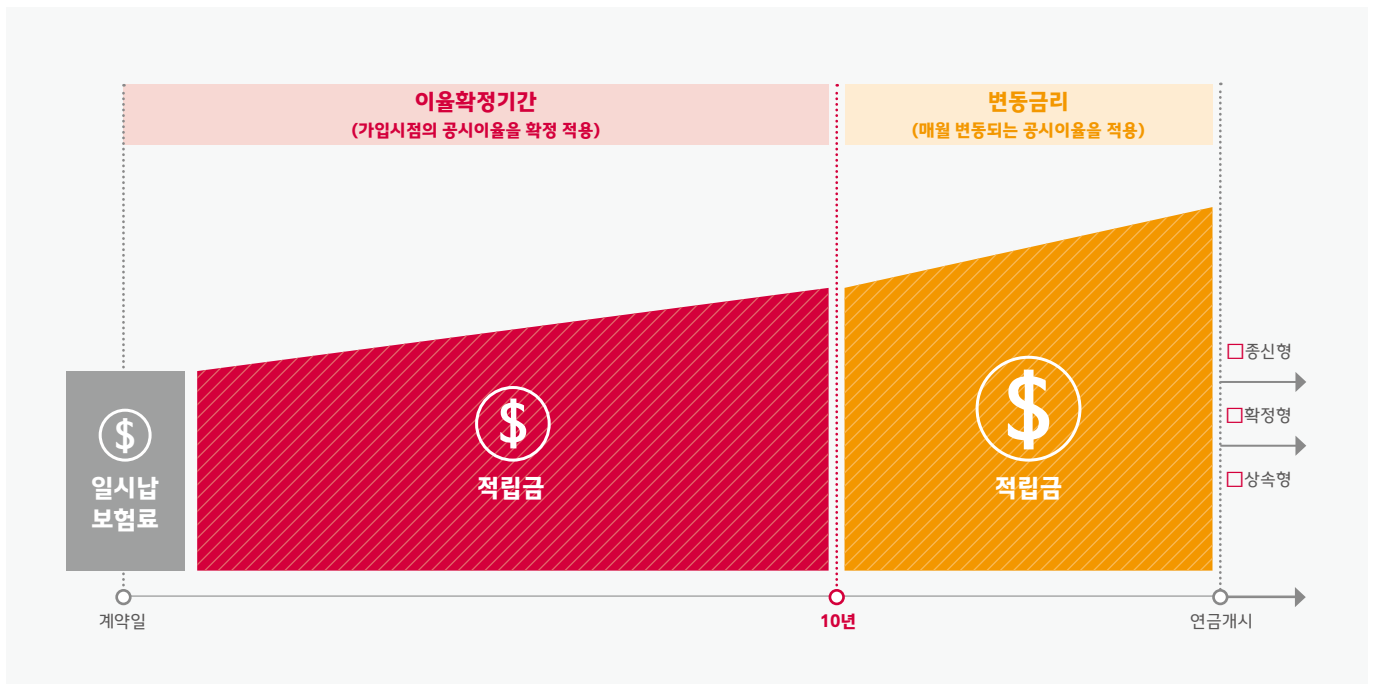 이율확정기간
(가입시점의 공시이율을 확정 적용)
변동금리
(매월 변동되는 공시이율을 적용)
$
일시납
보험료
$
적립금
$
적립금
종신형
확정형
상속형
계약일
10년
연금개시